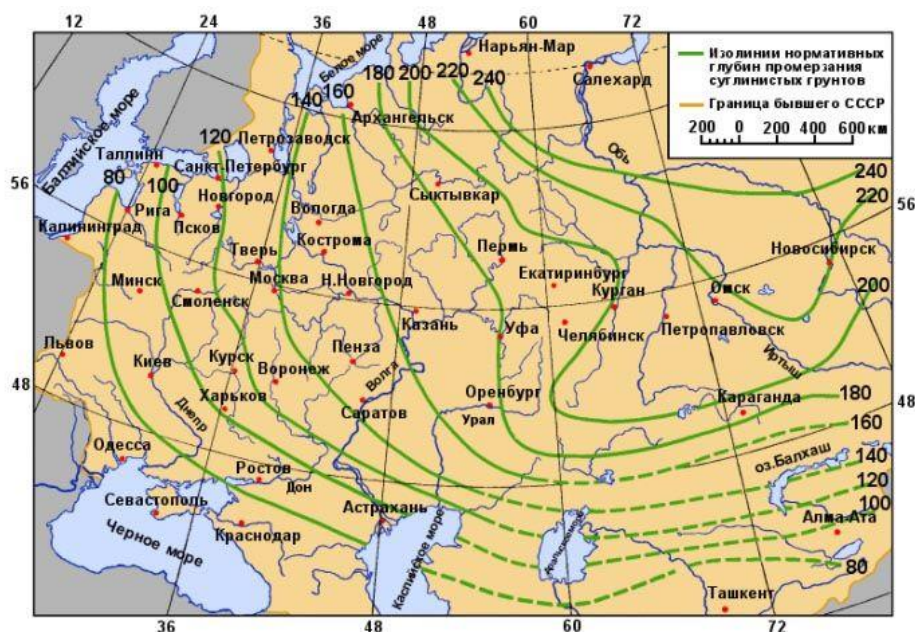 12
24
36
48
60
72
Нарьян-Мар
Салехард
Белое море
180
200
220
240
Изолинии нормативных
глубин промерзания
суглинистых грунтов
Граница бывшего СССР
200
0
200
400
600 км
140
160
Архангельск
Балтийское море
120
Петрозаводск
Таллинн
Санкт-Петербург
Обь
56
80
100
Новгород
Вологда
Сыктывкар
240
220
56
Рига
Псков
Калининград
Тверь
Кострома
Пермь
Новосибирск
Минск
Смоленск
Москва
Н.Новгород
Екатиринбург
Курган
Омск
200
Казань
Уфа
Челябинск
Петропавловск
Львов
Киев
Курск
Воронеж
Пенза
Волга
Иртыш
48
Днепр
Харьков
Саратов
Оренбург
Урал
Караганда
180
48
160
Одесса
Ростов
Дон
оз.Балхаш
140
120
100
Севастополь
Астрахань
Алма-Ата
Черное море
Краснодар
Каспийское море
Аральское море
80
Ташкент
36
48
60
72